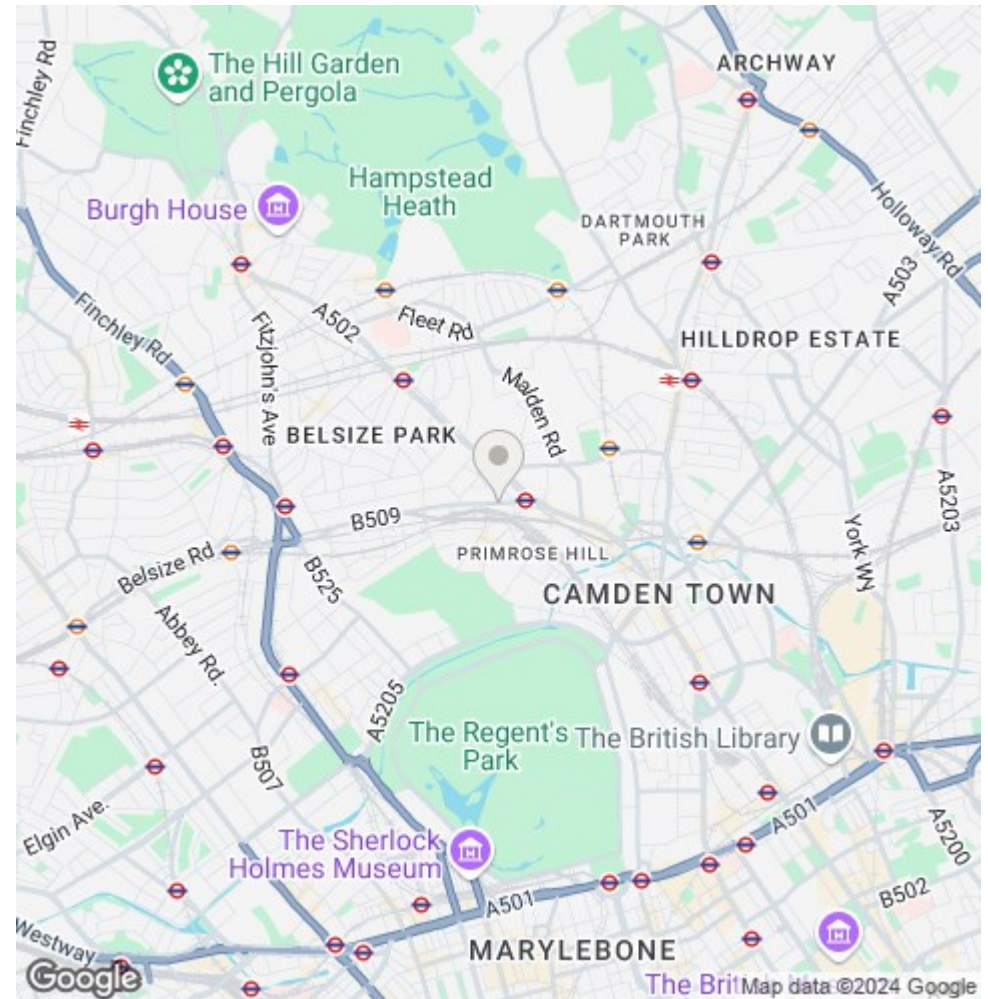 ARCHWAY
The Hill Garden
and Pergola
Finchley Rd
Hampstead
Heath
Burgh House
DARTMOUTH
PARK
Holloway Rd
A503
Finchley Rd
A502
Fleet Rd
Fitzjohn's Ave
HILLDROP ESTATE
Malden Rd
BELSIZE PARK
A5203
B509
York Wy
Belsize Rd
B525
PRIMROSE HILL
CAMDEN TOWN
Abbey Rd.
A5205
The Regent's
Park
The British Library
B507
Elgin Ave.
The Sherlock
Holmes Museum
A501
A5200
B502
A501
Westway
MARYLEBONE
Google
The Brit
Map data ©2024 Google